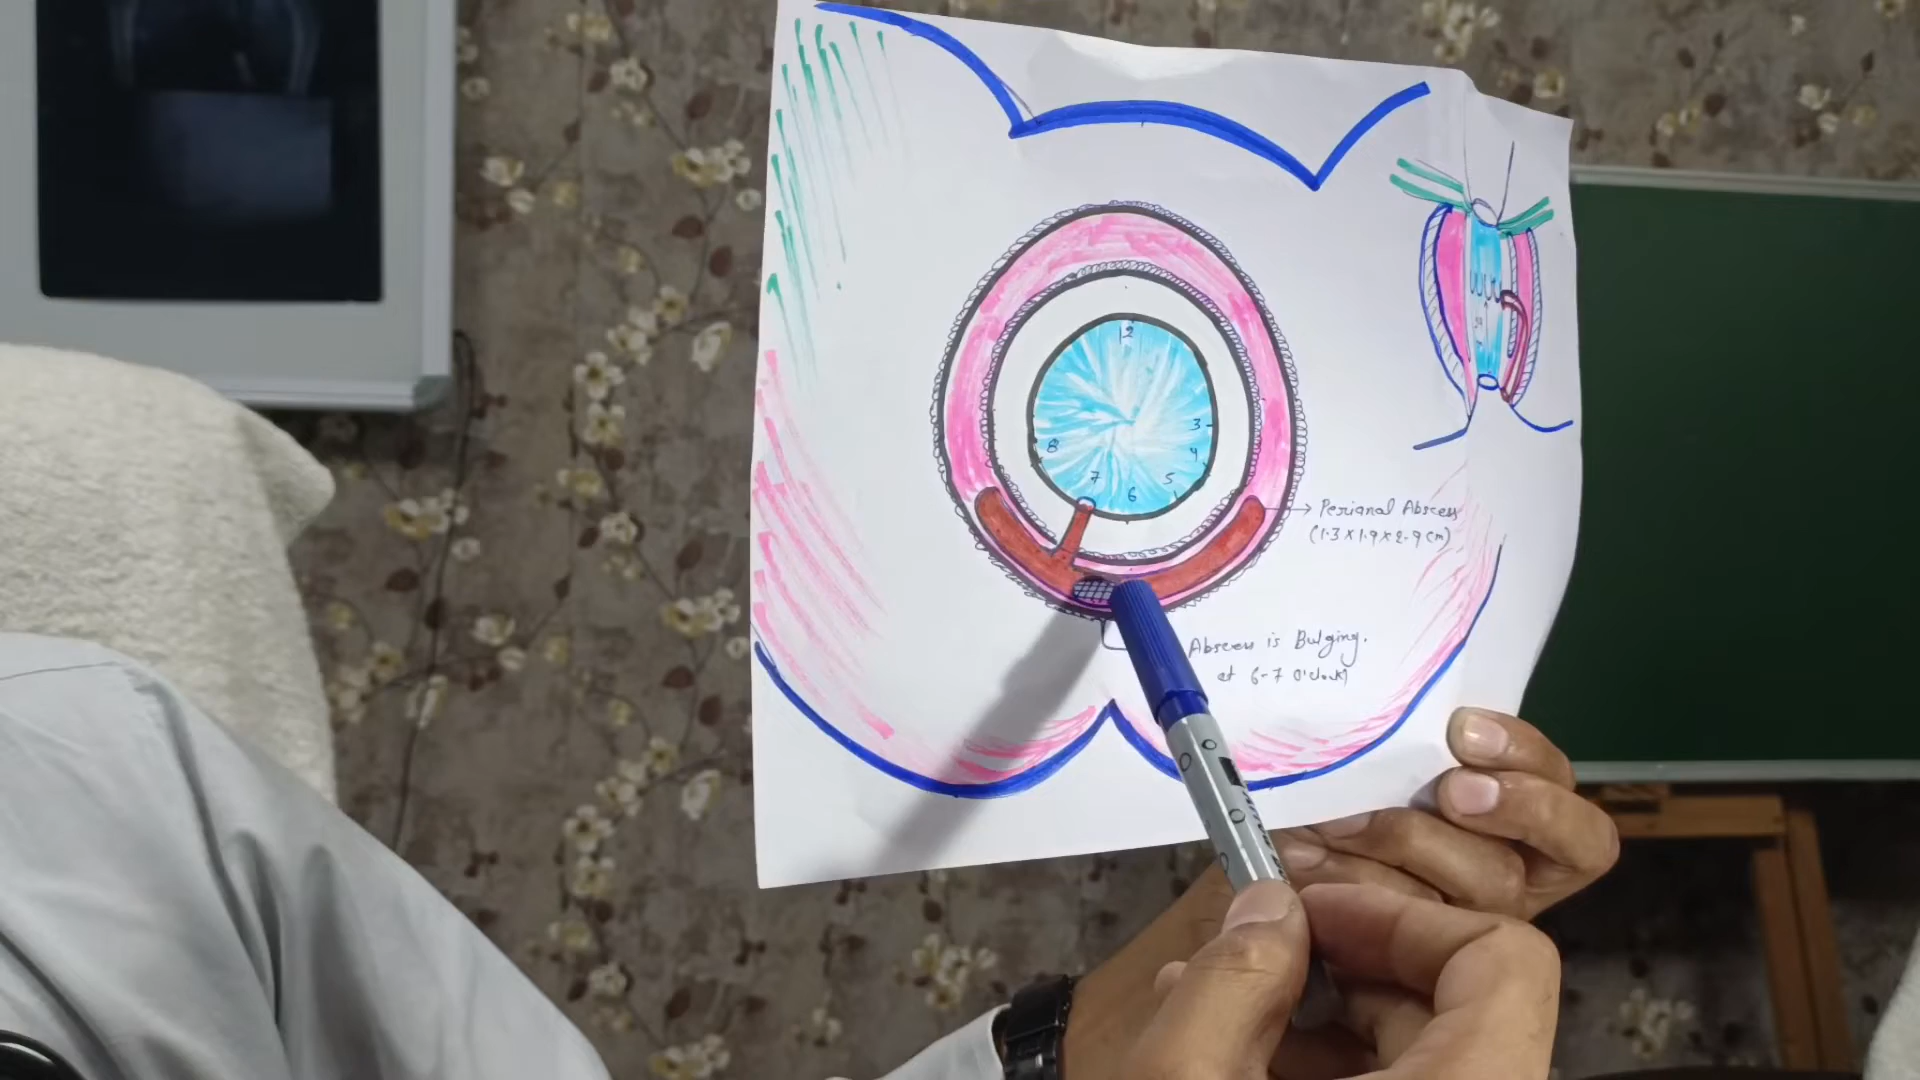 12
3
4
5
6
7
8
→ Perianal Abscess
(1.3 x 1.9 x 2.9 cm)
Abscess is Bulging.
at 6-7 O'clock)